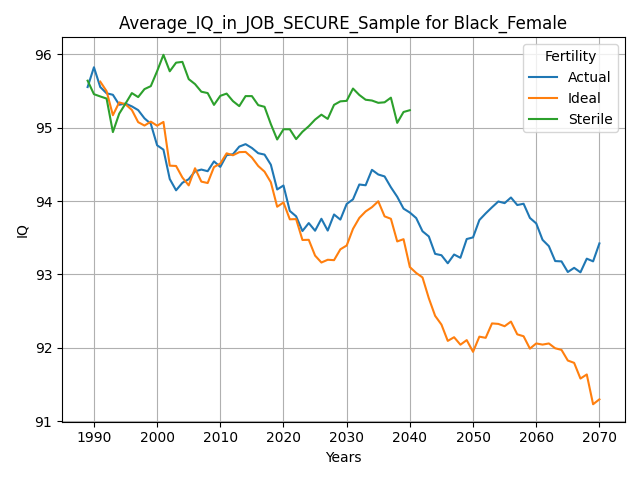 Average_IQ_in_JOB_SECURE_Sample for Black_Female
Fertility
Actual
Ideal
Sterile
IQ
96
95
94
93
92
91
1990 2000 2010 2020 2030 2040 2050 2060 2070
Years